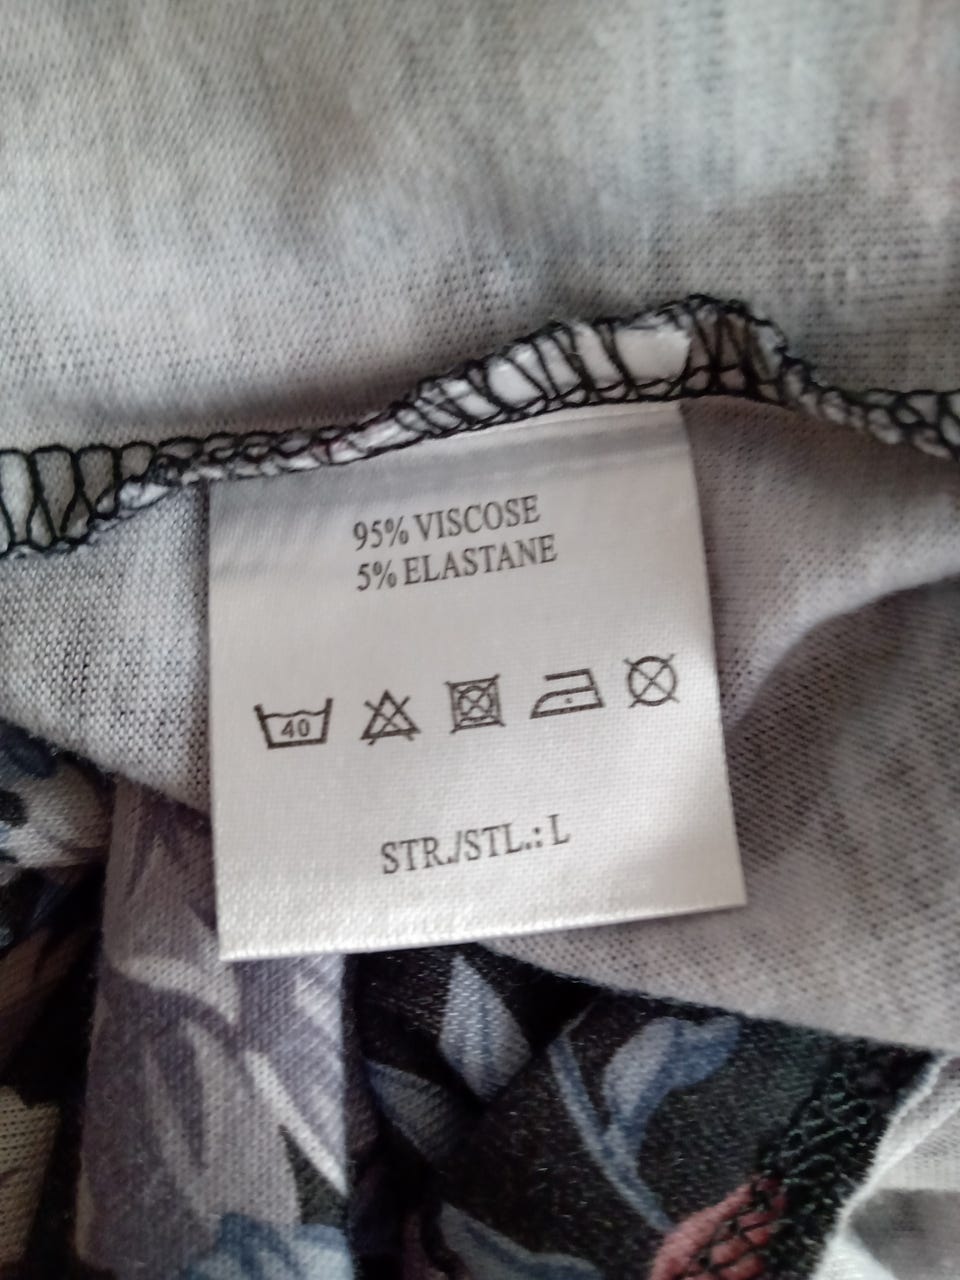 95% VISCOSE
5% ELASTANE
40
STR./STL.: L